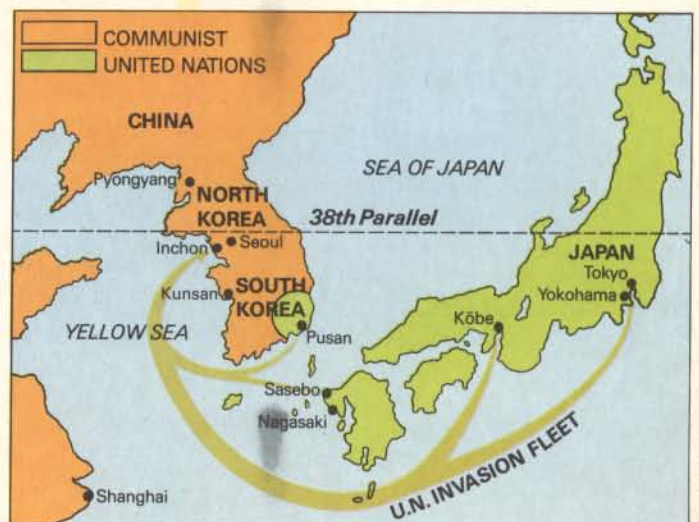 COMMUNIST
UNITED NATIONS
CHINA
SEA OF JAPAN
Pyongyang
NORTH
KOREA
38th Parallel
Inchon
Seoul
JAPAN
Tokyo
Kunsan
SOUTH
KOREA
Yokohama
YELLOW SEA
Pusan
Kōbe
Sasebo
Nagasaki
U.N. INVASION FLEET
Shanghai